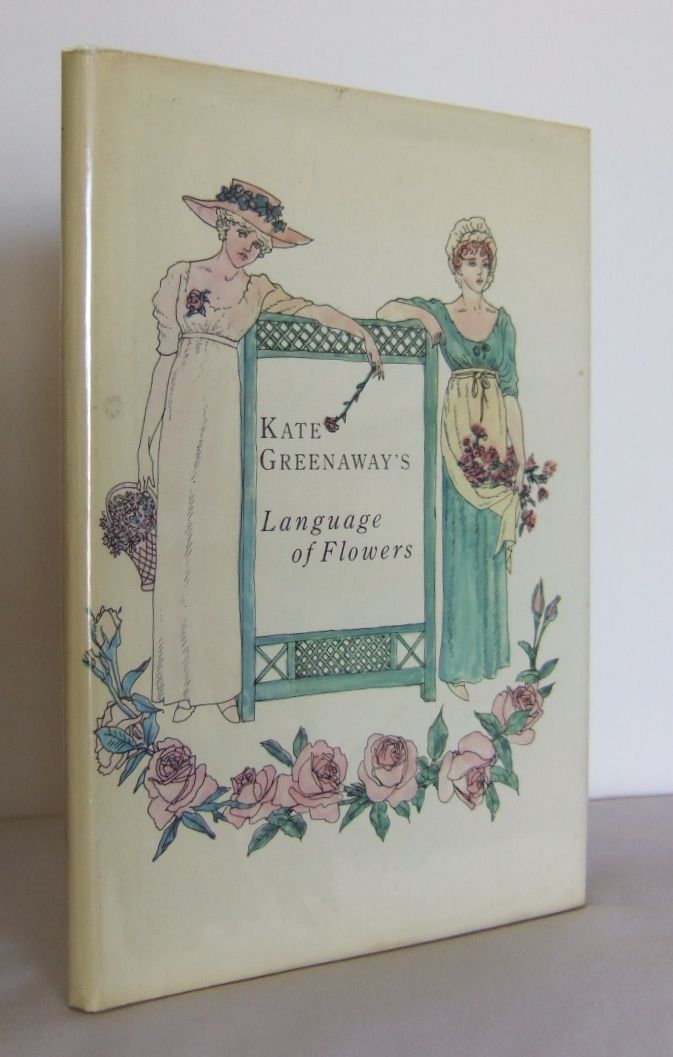 KATE
GREENAWAY'S
Language
of Flowers